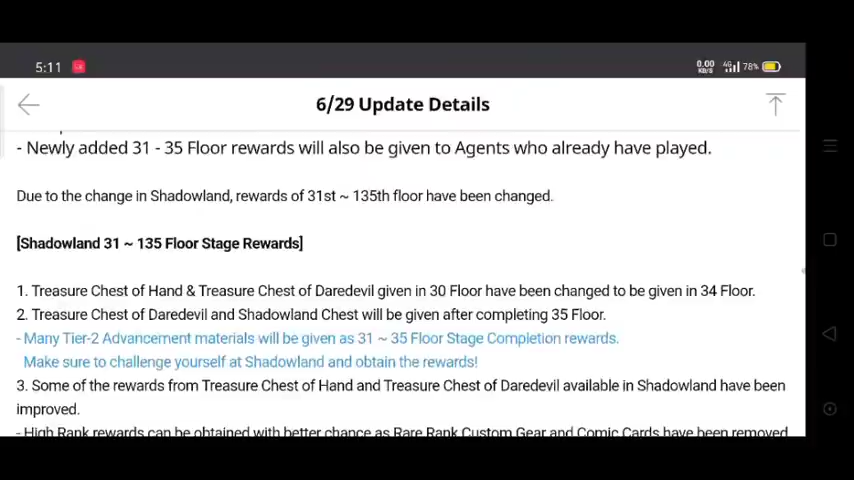 5:11
0.00 KB/S 4G 78%
6/29 Update Details
- Newly added 31 - 35 Floor rewards will also be given to Agents who already have played.
Due to the change in Shadowland, rewards of 31st ~ 135th floor have been changed.
[Shadowland 31 ~ 135 Floor Stage Rewards]
1. Treasure Chest of Hand & Treasure Chest of Daredevil given in 30 Floor have been changed to be given in 34 Floor.
2. Treasure Chest of Daredevil and Shadowland Chest will be given after completing 35 Floor.
- Many Tier-2 Advancement materials will be given as 31 ~ 35 Floor Stage Completion rewards.
Make sure to challenge yourself at Shadowland and obtain the rewards!
3. Some of the rewards from Treasure Chest of Hand and Treasure Chest of Daredevil available in Shadowland have been
improved.
- High Rank rewards can be obtained with better chance as Rare Rank Custom Gear and Comic Cards have been removed